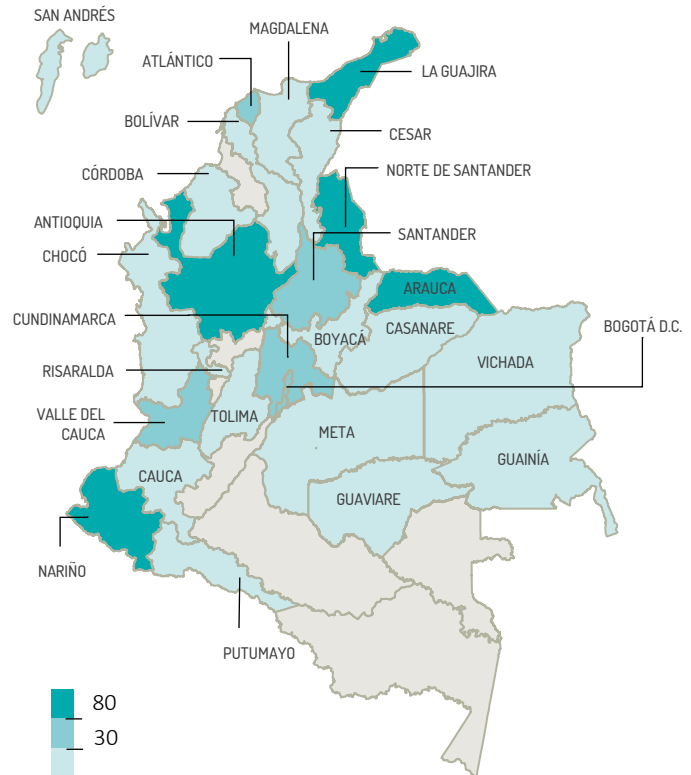 SAN ANDRÉS
MAGDALENA
ATLÁNTICO
LA GUAJIRA
BOLÍVAR
CESAR
CÓRDOBA
NORTE DE SANTANDER
ANTIOQUIA
SANTANDER
CHOCÓ
ARAUCA
CUNDINAMARCA
BOGOTÁ D.C.
BOYACÁ
CASANARE
VICHADA
RISARALDA
TOLIMA
VALLE DEL
CAUCA
META
GUAINÍA
CAUCA
GUAVIARE
NARIÑO
PUTUMAYO
80
30